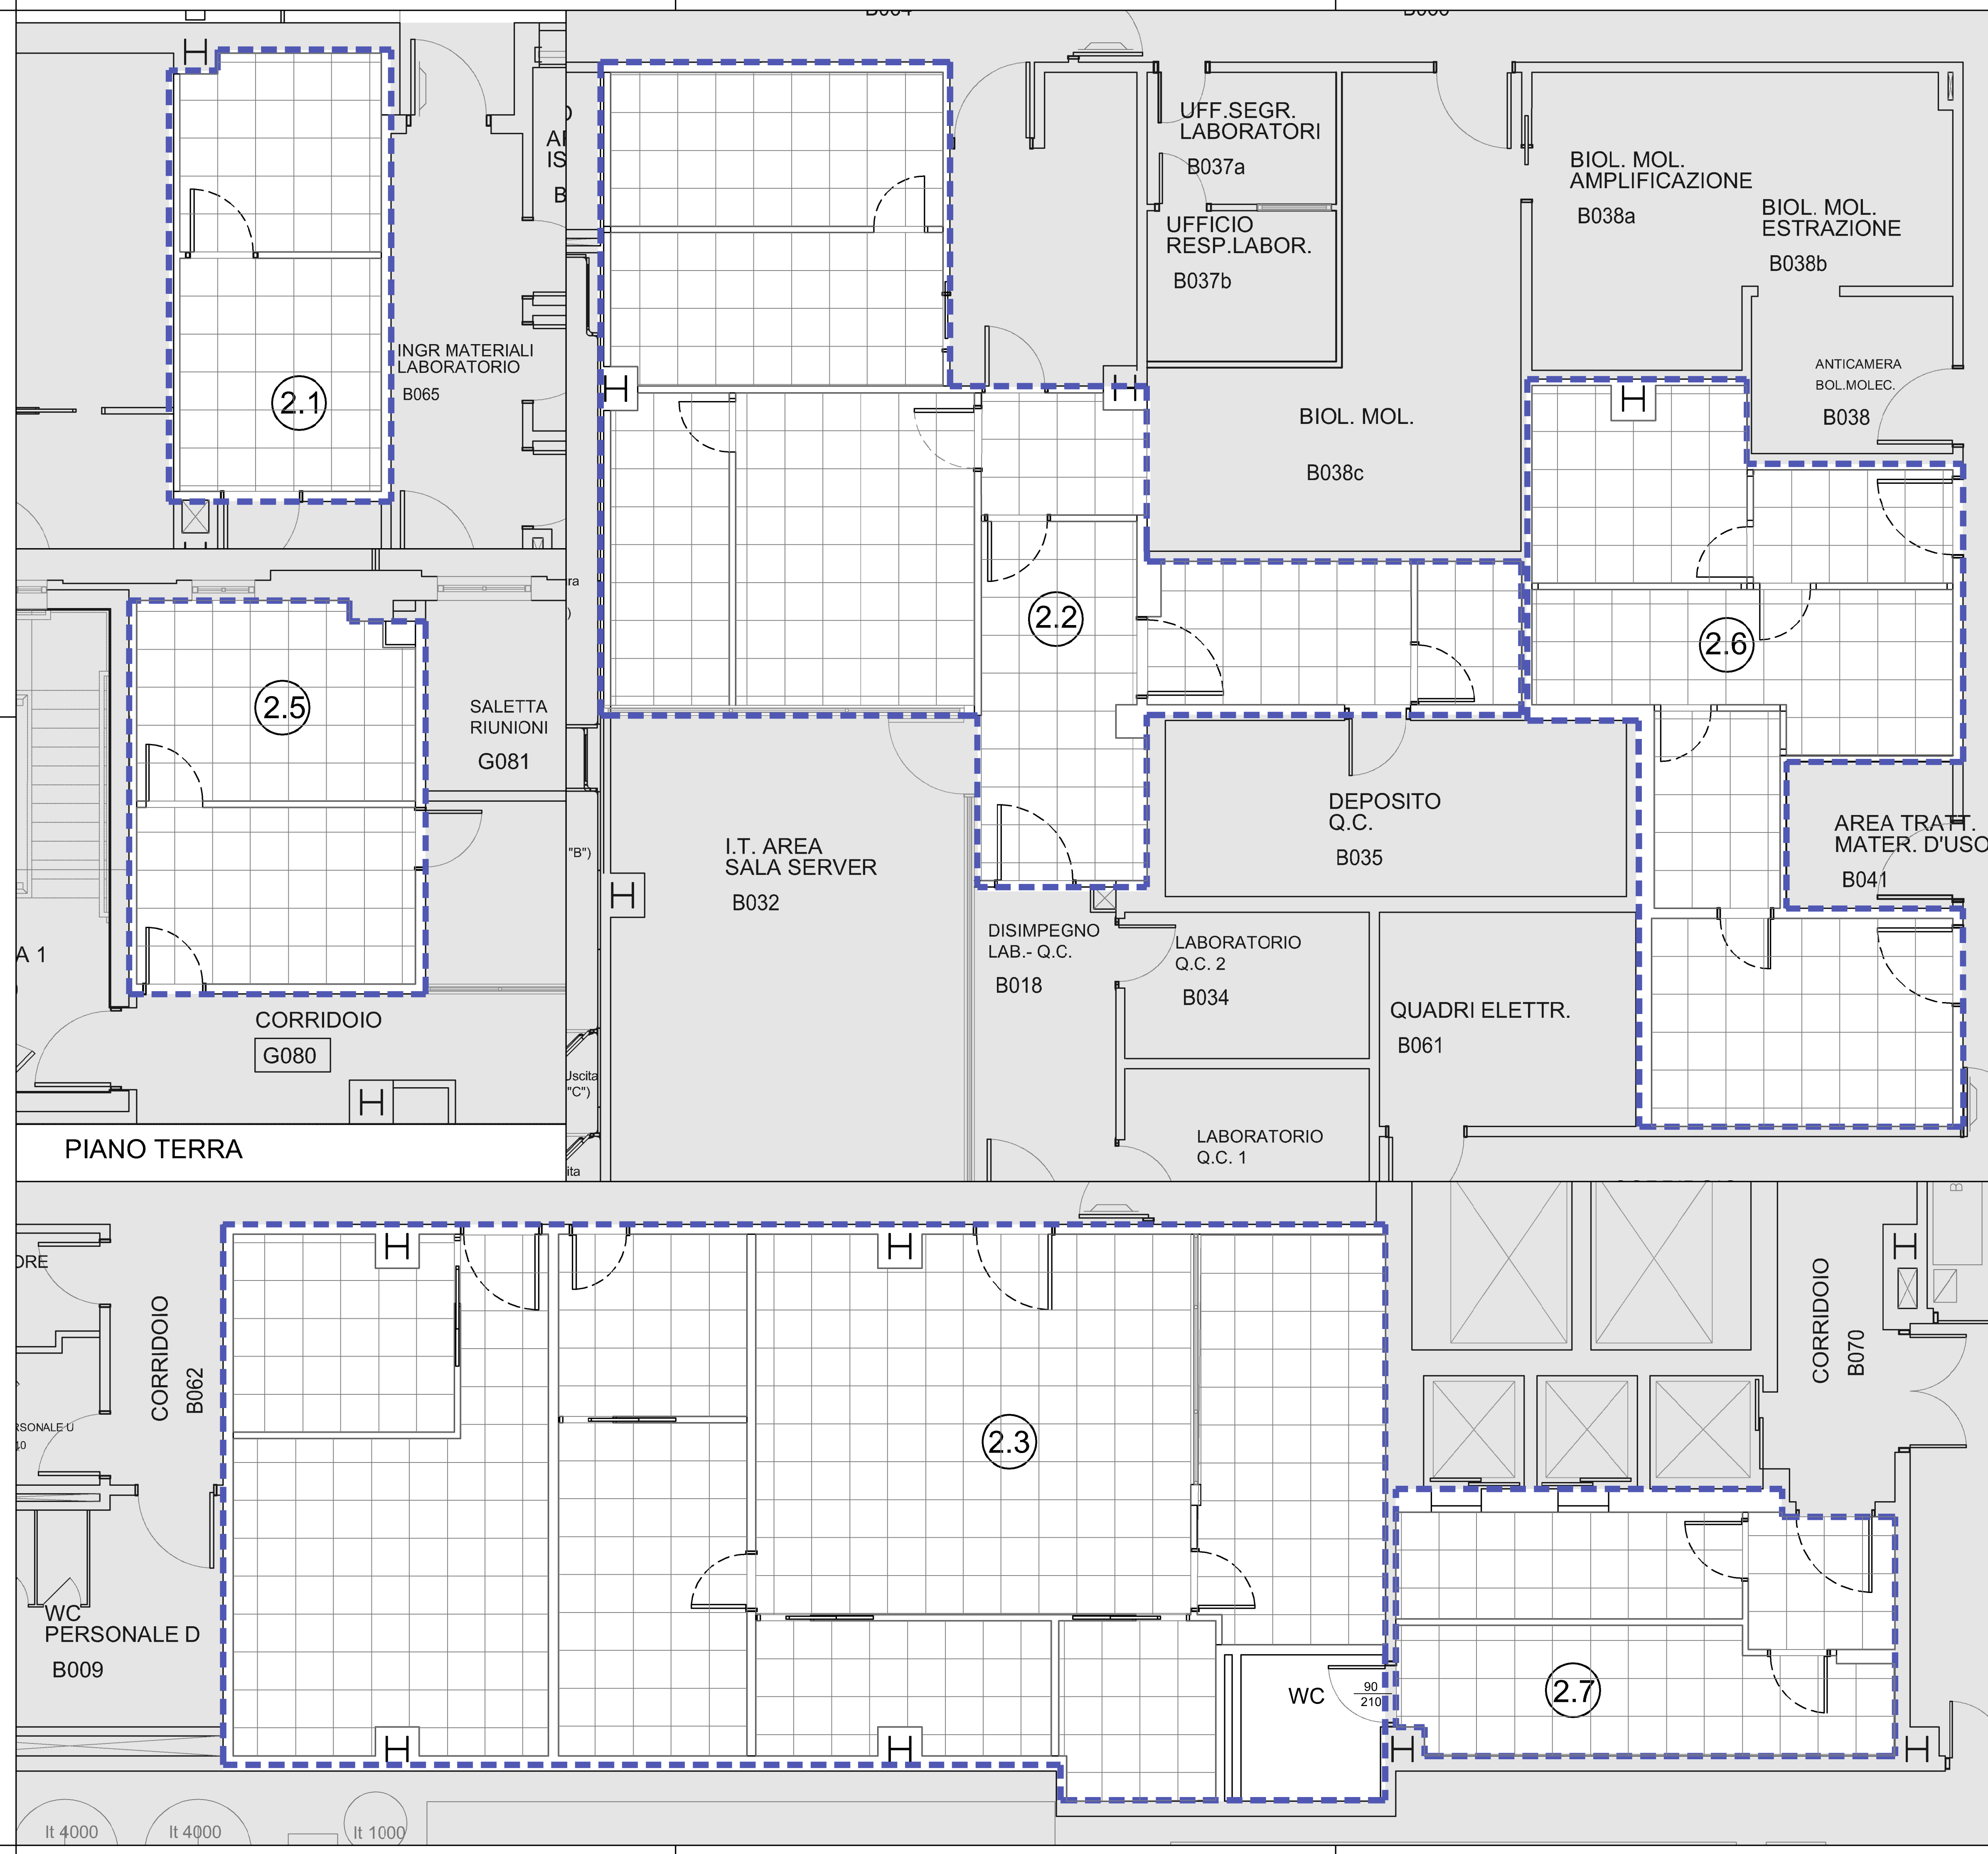 2.1
INGR MATERIALI
LABORATORIO
B065
2.5
SALETTA
RIUNIONI
G081
A 1
CORRIDOIO
G080
PIANO TERRA
UFF.SEGR.
LABORATORI
B037a
UFFICIO
RESP.LABOR.
B037b
BIOL. MOL.
AMPLIFICAZIONE
B038a
BIOL. MOL.
ESTRAZIONE
B038b
ANTICAMERA
BOL.MOLEC.
B038
BIOL. MOL.
B038c
2.2
2.6
I.T. AREA
SALA SERVER
B032
DEPOSITO
Q.C.
B035
AREA TRATT.
MATER. D'USO
B041
DISIMPEGNO
LAB.- Q.C.
B018
LABORATORIO
Q.C. 2
B034
QUADRI ELETTR.
B061
LABORATORIO
Q.C. 1
"B")
Uscita
"C")
ita
CORRIDOIO
B062
WC
PERSONALE D
B009
2.3
WC
90
210
2.7
CORRIDOIO
B070
lt 4000
lt 4000
lt 1000